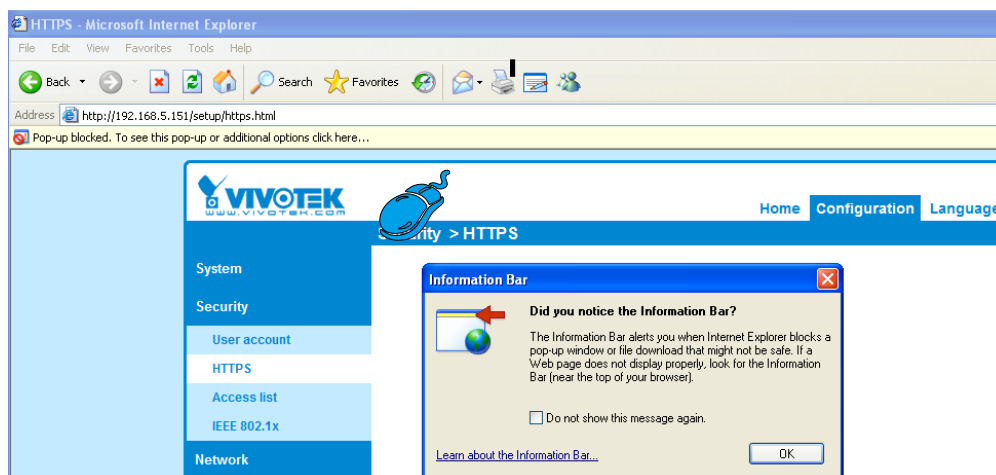 HTTPS - Microsoft Internet Explorer
File Edit View Favorites Tools Help
Back Search Favorites
Address http://192.168.5.151/setup/https.html
Pop-up blocked. To see this pop-up or additional options click here...
VIVOTEK
www.vivotek.com
Home Configuration Language
>HTTPS
System
Information Bar
Security
Did you notice the Information Bar?
The Information Bar alerts you when Internet Explorer blocks a
pop-up window or file download that might not be safe. If a
Web page does not display properly, look for the Information
Bar (near the top of your browser).
User account
HTTPS
Access list
Do not show this message again.
IEEE 802.1x
Network
Learn about the Information Bar...
OK